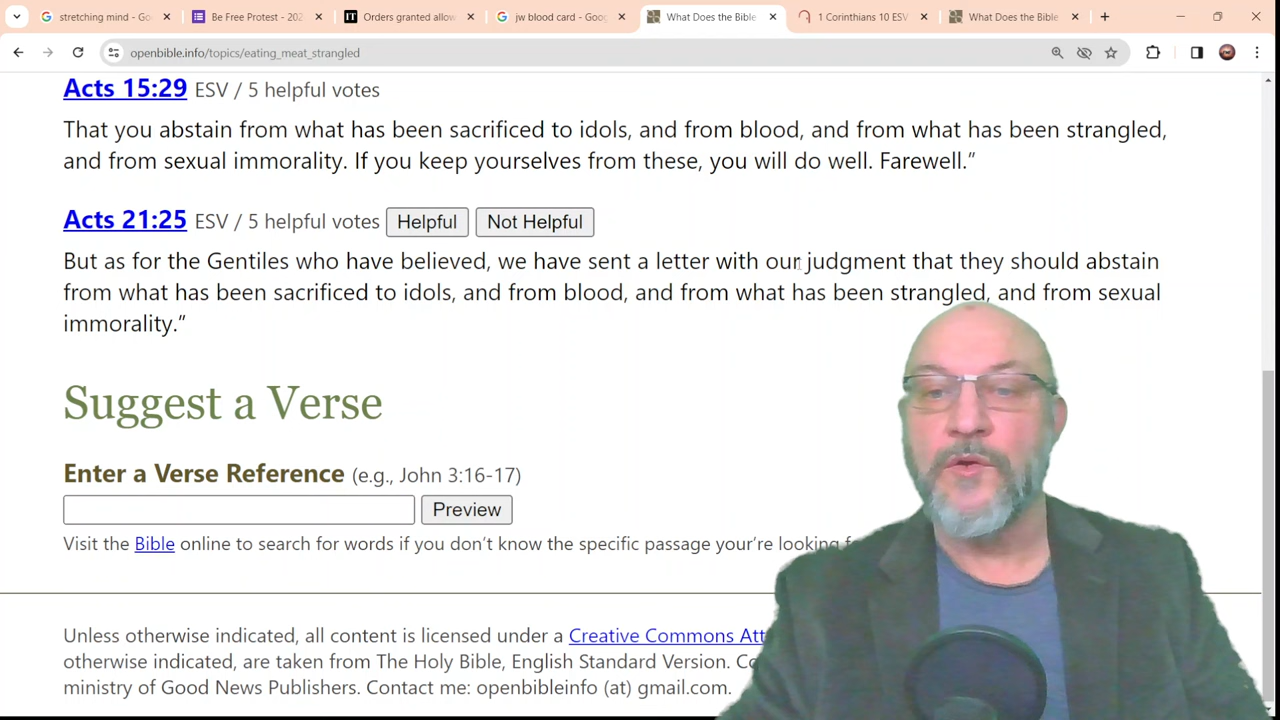 stretching mind - Go
Be Free Protest - 202
Orders granted allow
jw blood card - Goog
What Does the Bible
1 Corinthians 10 ESV
What Does the Bible
openbible.info/topics/eating_meat_strangled
Acts 15:29 ESV / 5 helpful votes
That you abstain from what has been sacrificed to idols, and from blood, and from what has been strangled,
and from sexual immorality. If you keep yourselves from these, you will do well. Farewell.”
Acts 21:25 ESV / 5 helpful votes Helpful Not Helpful
But as for the Gentiles who have believed, we have sent a letter with our judgment that they should abstain
from what has been sacrificed to idols, and from blood, and from what has been strangled, and from sexual
immorality.”
Suggest a Verse
Enter a Verse Reference (e.g., John 3:16-17)
Preview
Visit the Bible online to search for words if you don’t know the specific passage your’re looking
Unless otherwise indicated, all content is licensed under a Creative Commons Att
otherwise indicated, are taken from The Holy Bible, English Standard Version. Co
ministry of Good News Publishers. Contact me: openbibleinfo (at) gmail.com.